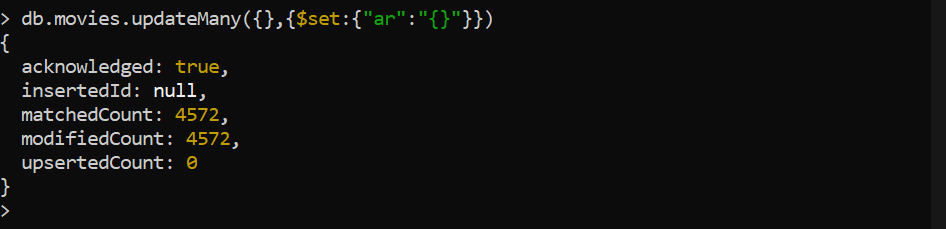 > db.movies.updateMany({},{$set:{"ar":"{}"}})
{
  acknowledged: true,
  insertedId: null,
  matchedCount: 4572,
  modifiedCount: 4572,
  upsertedCount: 0
}
>